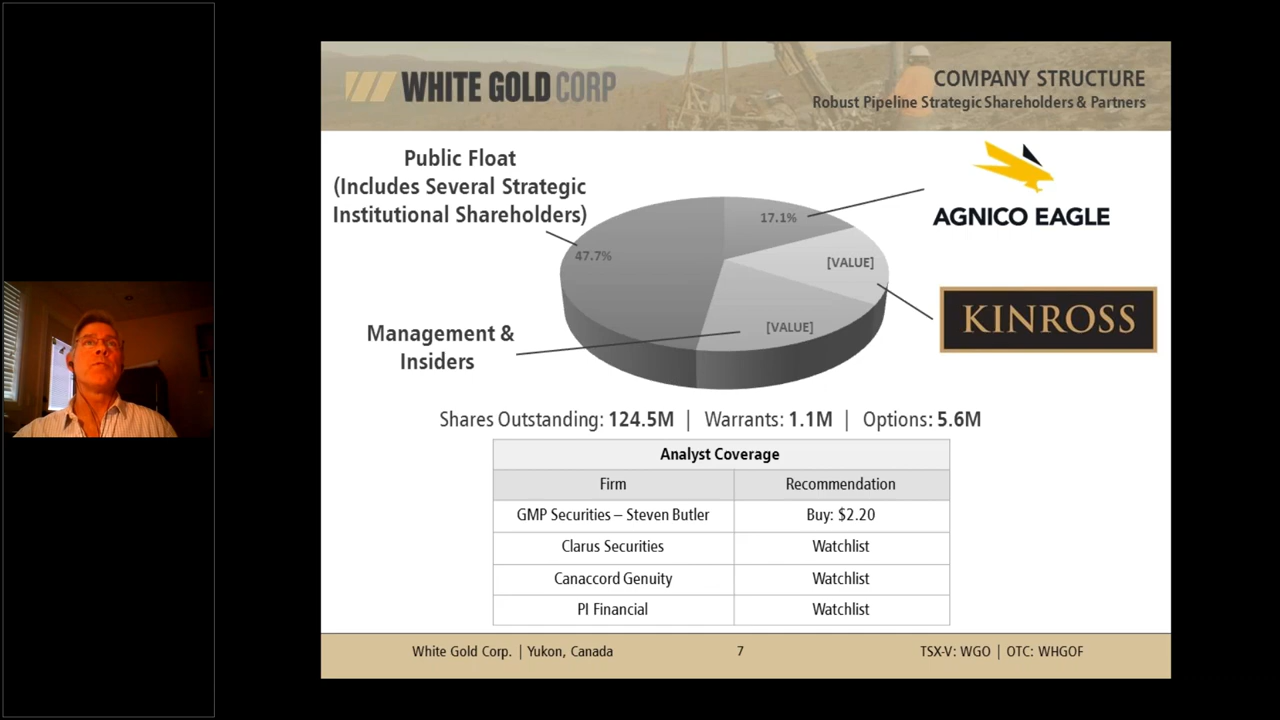 WHITE GOLD CORP
COMPANY STRUCTURE
Robust Pipeline Strategic Shareholders & Partners
Public Float
(Includes Several Strategic
Institutional Shareholders)
17.1%
AGNICO EAGLE
47.7%
[VALUE]
KINROSS
Management &
Insiders
[VALUE]
Shares Outstanding: 124.5M | Warrants: 1.1M | Options: 5.6M
Analyst Coverage
Firm Recommendation
GMP Securities – Steven Butler Buy: $2.20
Clarus Securities Watchlist
Canaccord Genuity Watchlist
PI Financial Watchlist
White Gold Corp. | Yukon, Canada 7 TSX-V: WGO | OTC: WHGOF